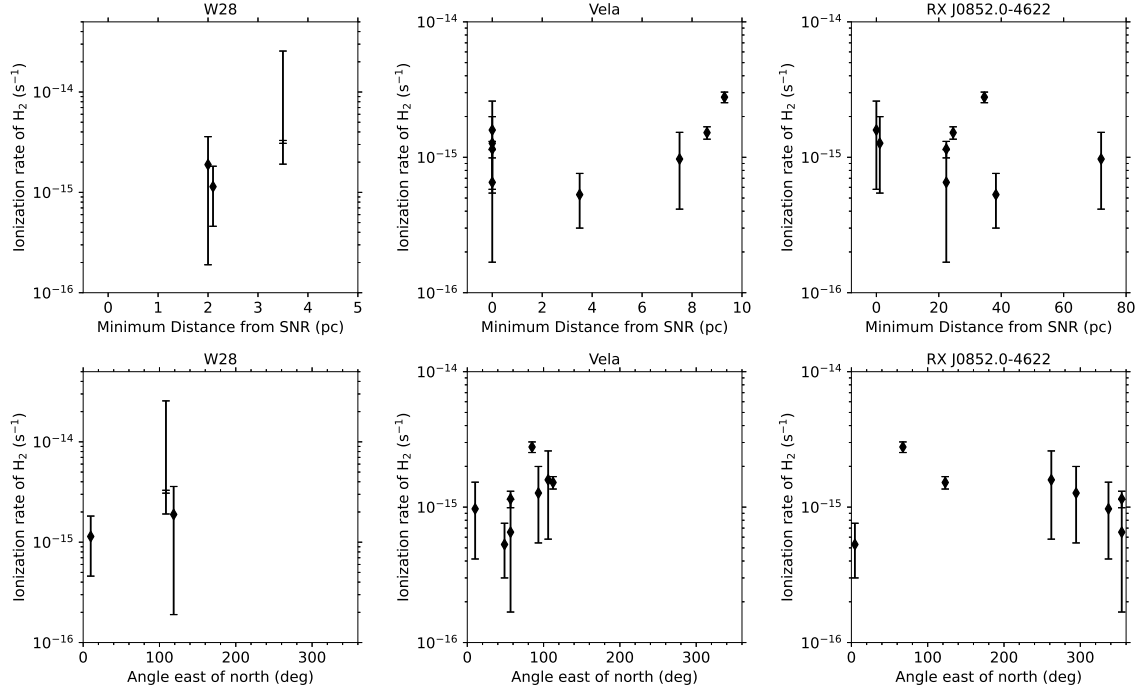 W28
Vela
RX J0852.0-4622
Ionization rate of H₂ (s⁻¹)
10⁻¹⁴
10⁻¹⁵
10⁻¹⁶
0 1 2 3 4 5
Minimum Distance from SNR (pc)
Ionization rate of H₂ (s⁻¹)
10⁻¹⁴
10⁻¹⁵
10⁻¹⁶
0 2 4 6 8 10
Minimum Distance from SNR (pc)
Ionization rate of H₂ (s⁻¹)
10⁻¹⁴
10⁻¹⁵
10⁻¹⁶
0 20 40 60 80
Minimum Distance from SNR (pc)
W28
Vela
RX J0852.0-4622
Ionization rate of H₂ (s⁻¹)
10⁻¹⁴
10⁻¹⁵
10⁻¹⁶
0 100 200 300
Angle east of north (deg)
Ionization rate of H₂ (s⁻¹)
10⁻¹⁴
10⁻¹⁵
10⁻¹⁶
0 100 200 300
Angle east of north (deg)
Ionization rate of H₂ (s⁻¹)
10⁻¹⁴
10⁻¹⁵
10⁻¹⁶
0 100 200 300
Angle east of north (deg)